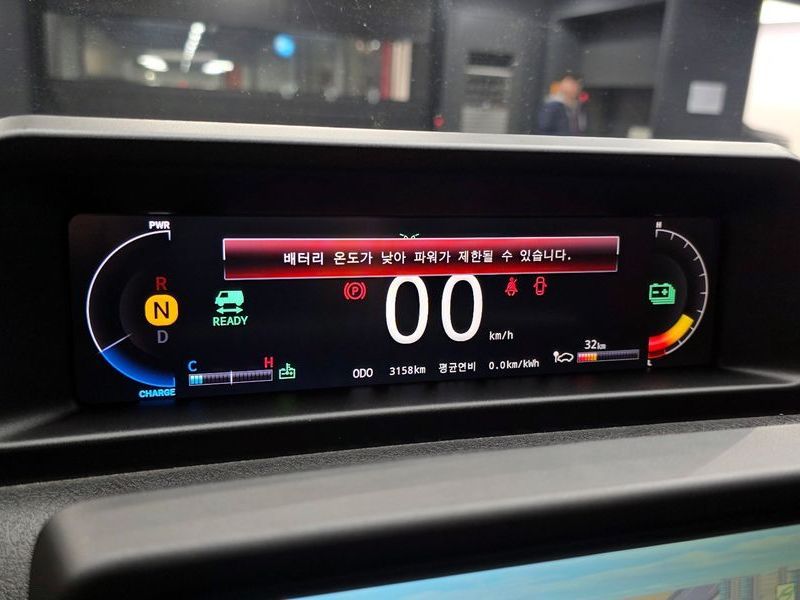 PWR
H
배터리 온도가 낮아 파워가 제한될 수 있습니다.
R
N
D
READY
P
00
km/h
32km
C
H
ODO 3158km 평균연비 0.0km/kWh
CHARGE